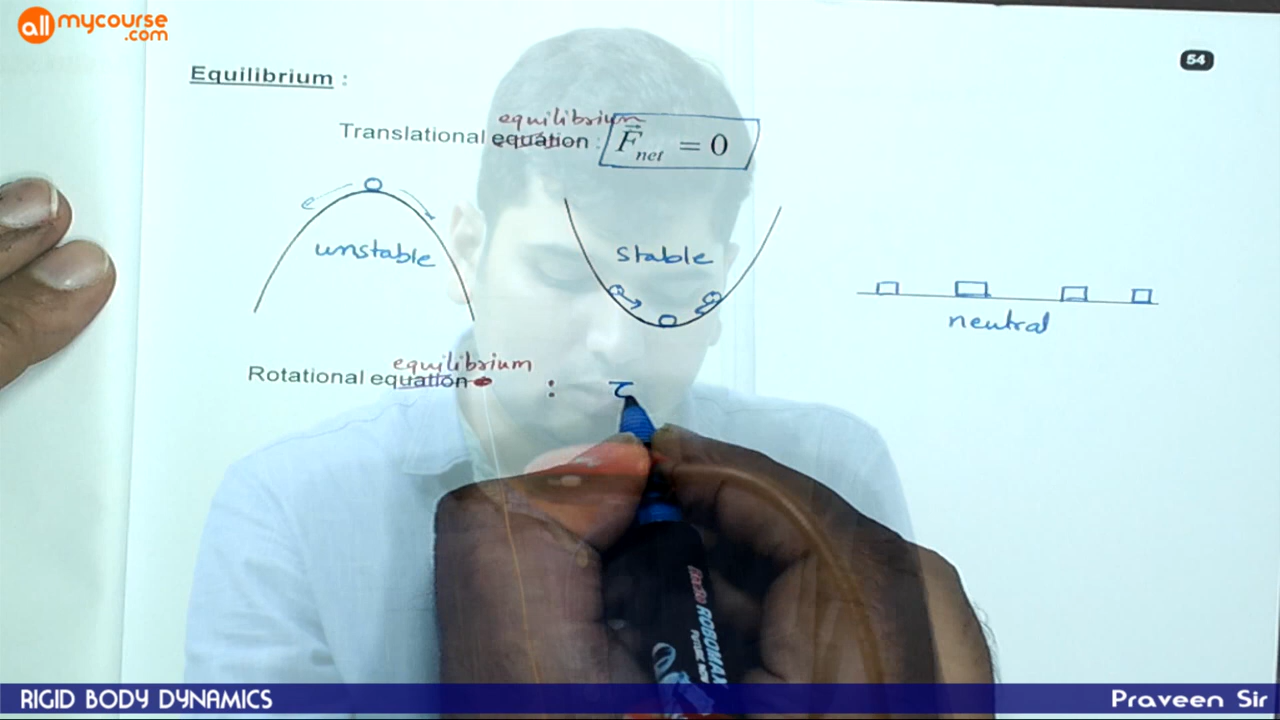 allmycourse
.com
54
Equilibrium :
equilibrium
Translational equation : F⃗net = 0
unstable
stable
neutral
equilibrium
Rotational equation : τ
ROBOMAX
RIGID BODY DYNAMICS
Praveen Sir